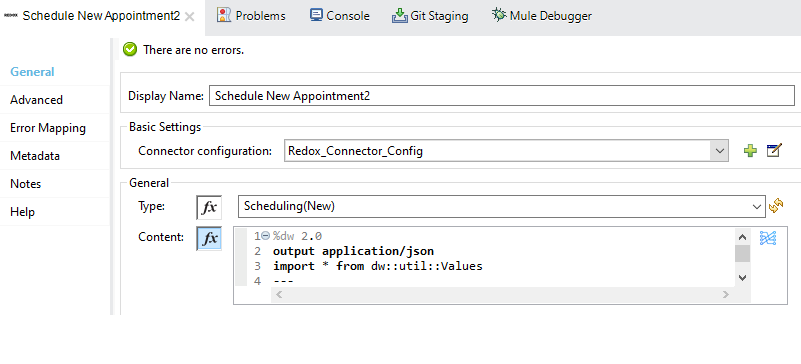 REDOX Schedule New Appointment2 Problems Console Git Staging Mule Debugger
There are no errors.
General
Advanced
Error Mapping
Metadata
Notes
Help
Display Name: Schedule New Appointment2
Basic Settings
Connector configuration: Redox_Connector_Config
General
Type: fx Scheduling(New)
Content: fx
1 %dw 2.0
2 output application/json
3 import * from dw::util::Values
4 ---